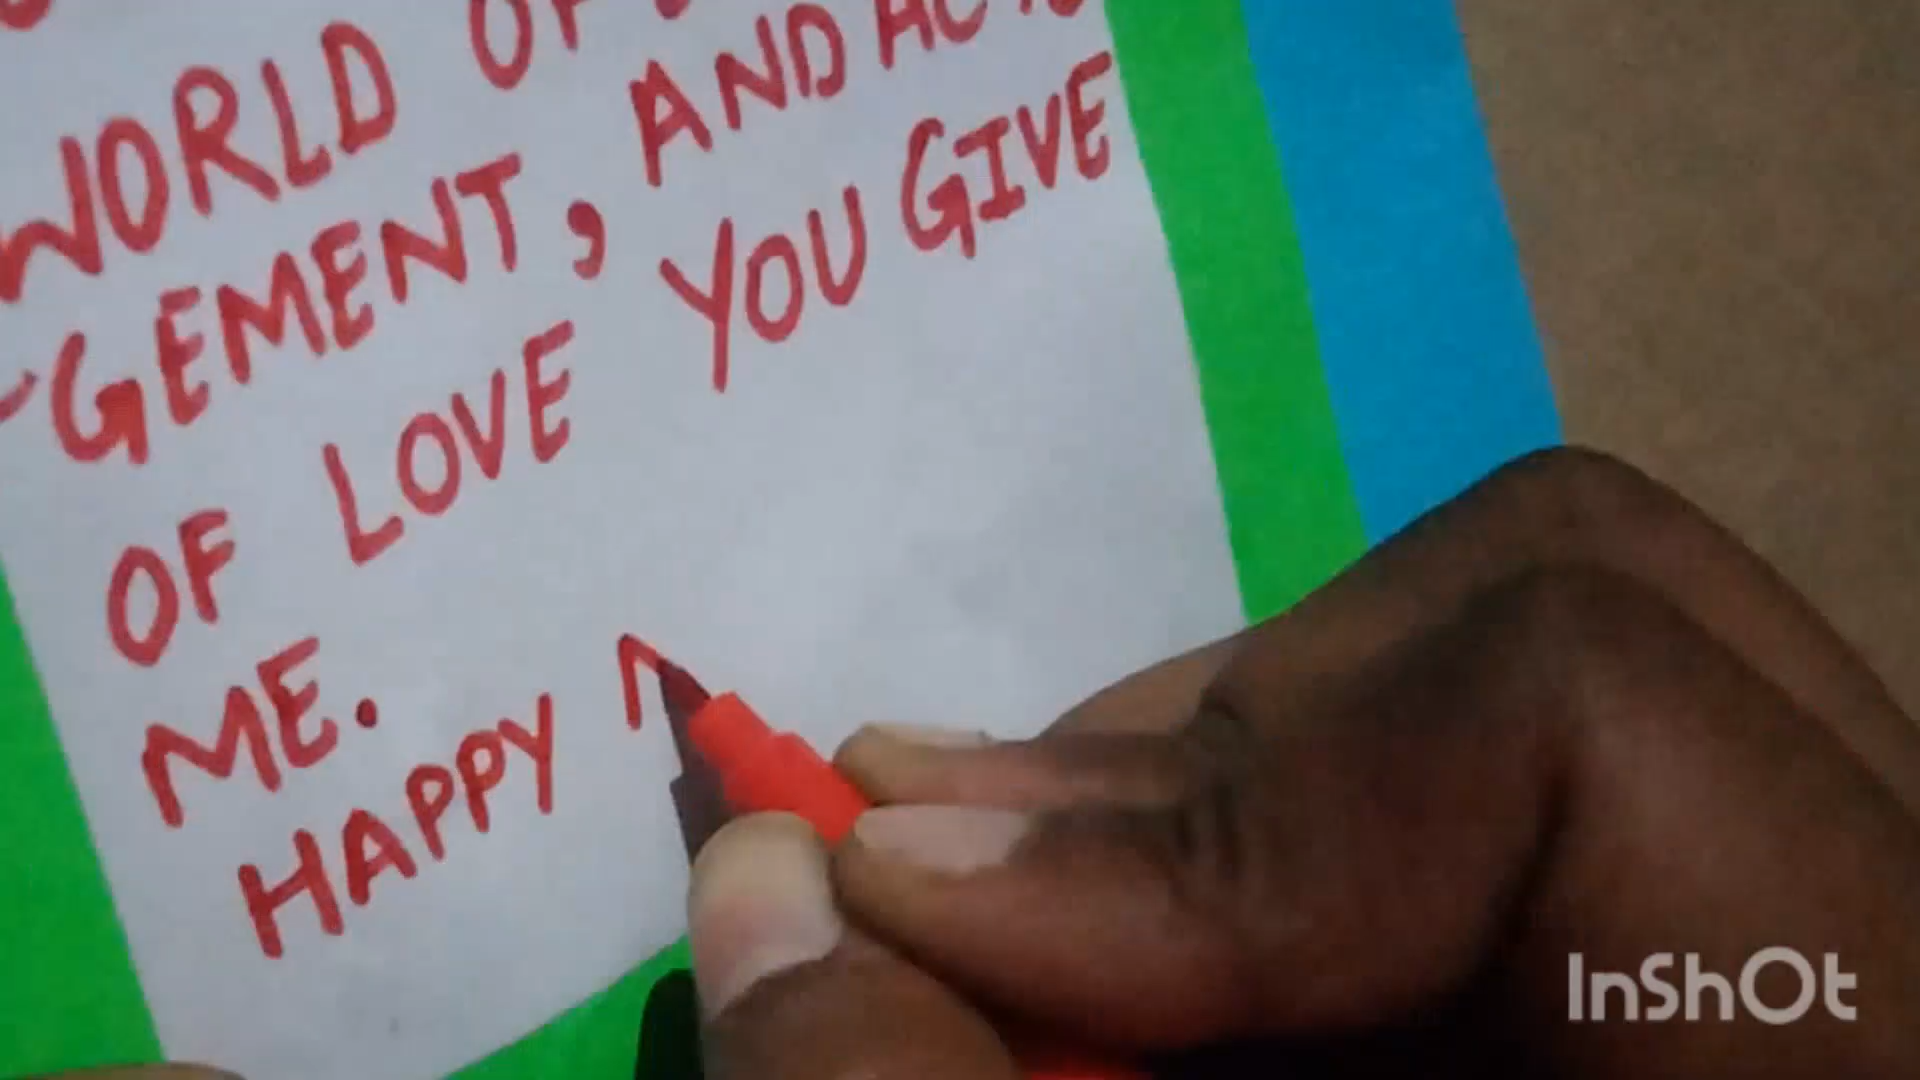 WORLD OF
-GEMENT, AND
OF LOVE YOU GIVE
ME.
HAPPY
InShOt